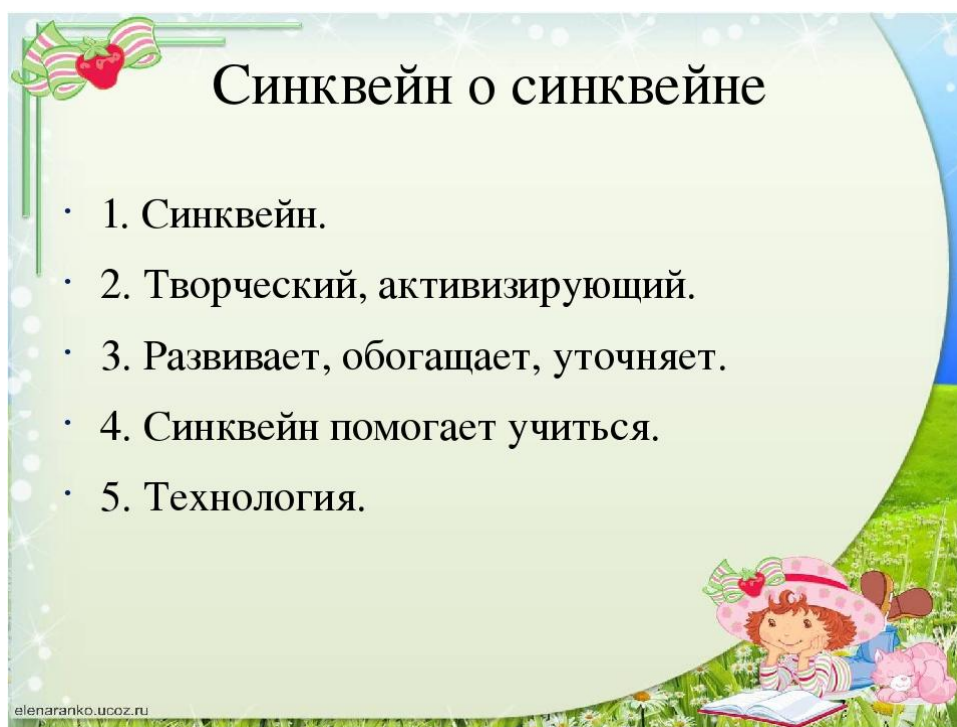 Синквейн о синквейне
· 1. Синквейн.
· 2. Творческий, активизирующий.
· 3. Развивает, обогащает, уточняет.
· 4. Синквейн помогает учиться.
· 5. Технология.
elenaranko.ucoz.ru